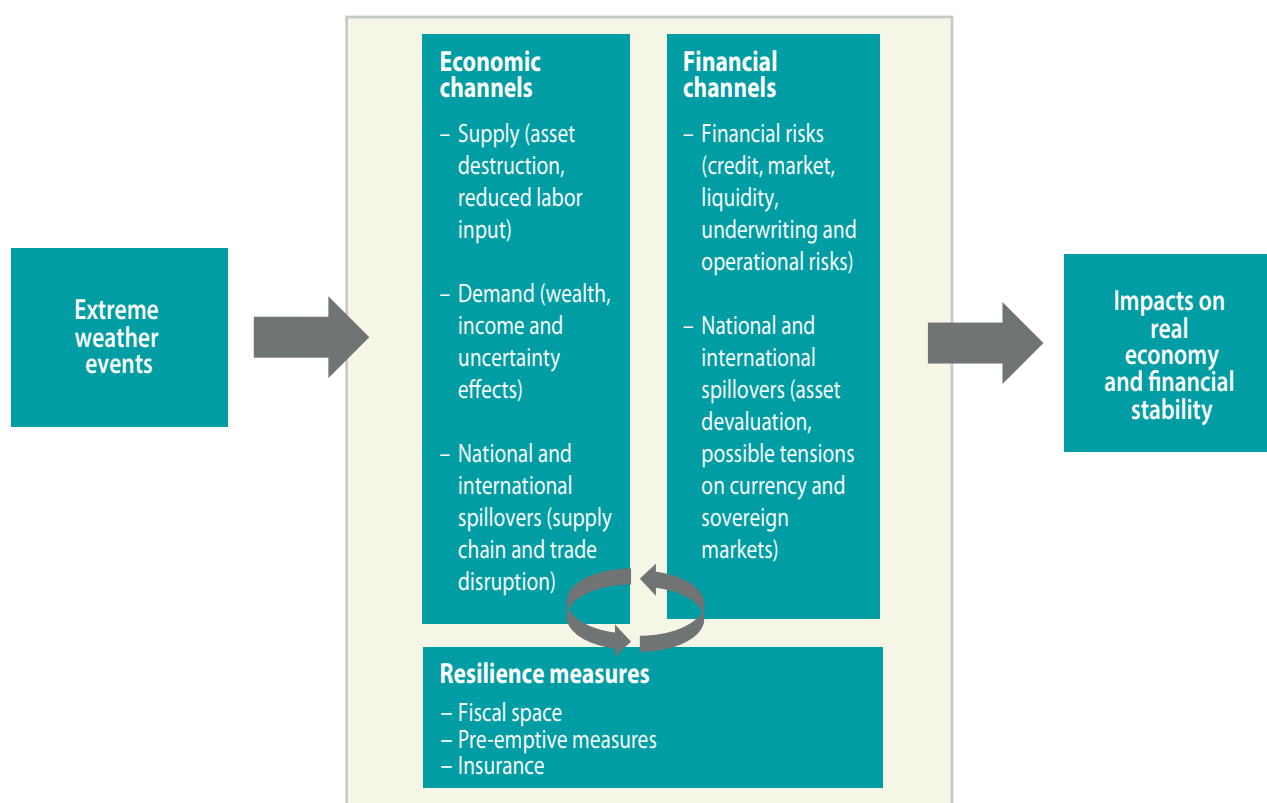 Extreme
weather
events
Economic
channels
– Supply (asset
destruction,
reduced labor
input)
– Demand (wealth,
income and
uncertainty
effects)
– National and
international
spillovers (supply
chain and trade
disruption)
Financial
channels
– Financial risks
(credit, market,
liquidity,
underwriting and
operational risks)
– National and
international
spillovers (asset
devaluation,
possible tensions
on currency and
sovereign
markets)
Resilience measures
– Fiscal space
– Pre-emptive measures
– Insurance
Impacts on
real
economy
and financial
stability